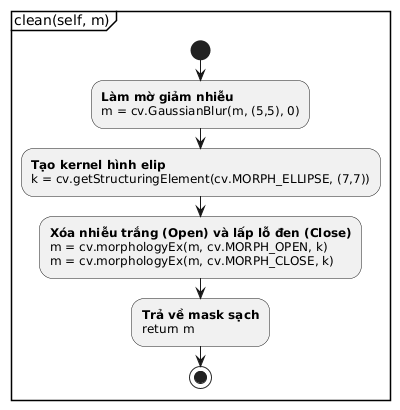 clean(self, m)
Làm mờ giảm nhiễu
m = cv.GaussianBlur(m, (5,5), 0)
Tạo kernel hình elip
k = cv.getStructuringElement(cv.MORPH_ELLIPSE, (7,7))
Xóa nhiễu trắng (Open) và lấp lỗ đen (Close)
m = cv.morphologyEx(m, cv.MORPH_OPEN, k)
m = cv.morphologyEx(m, cv.MORPH_CLOSE, k)
Trả về mask sạch
return m